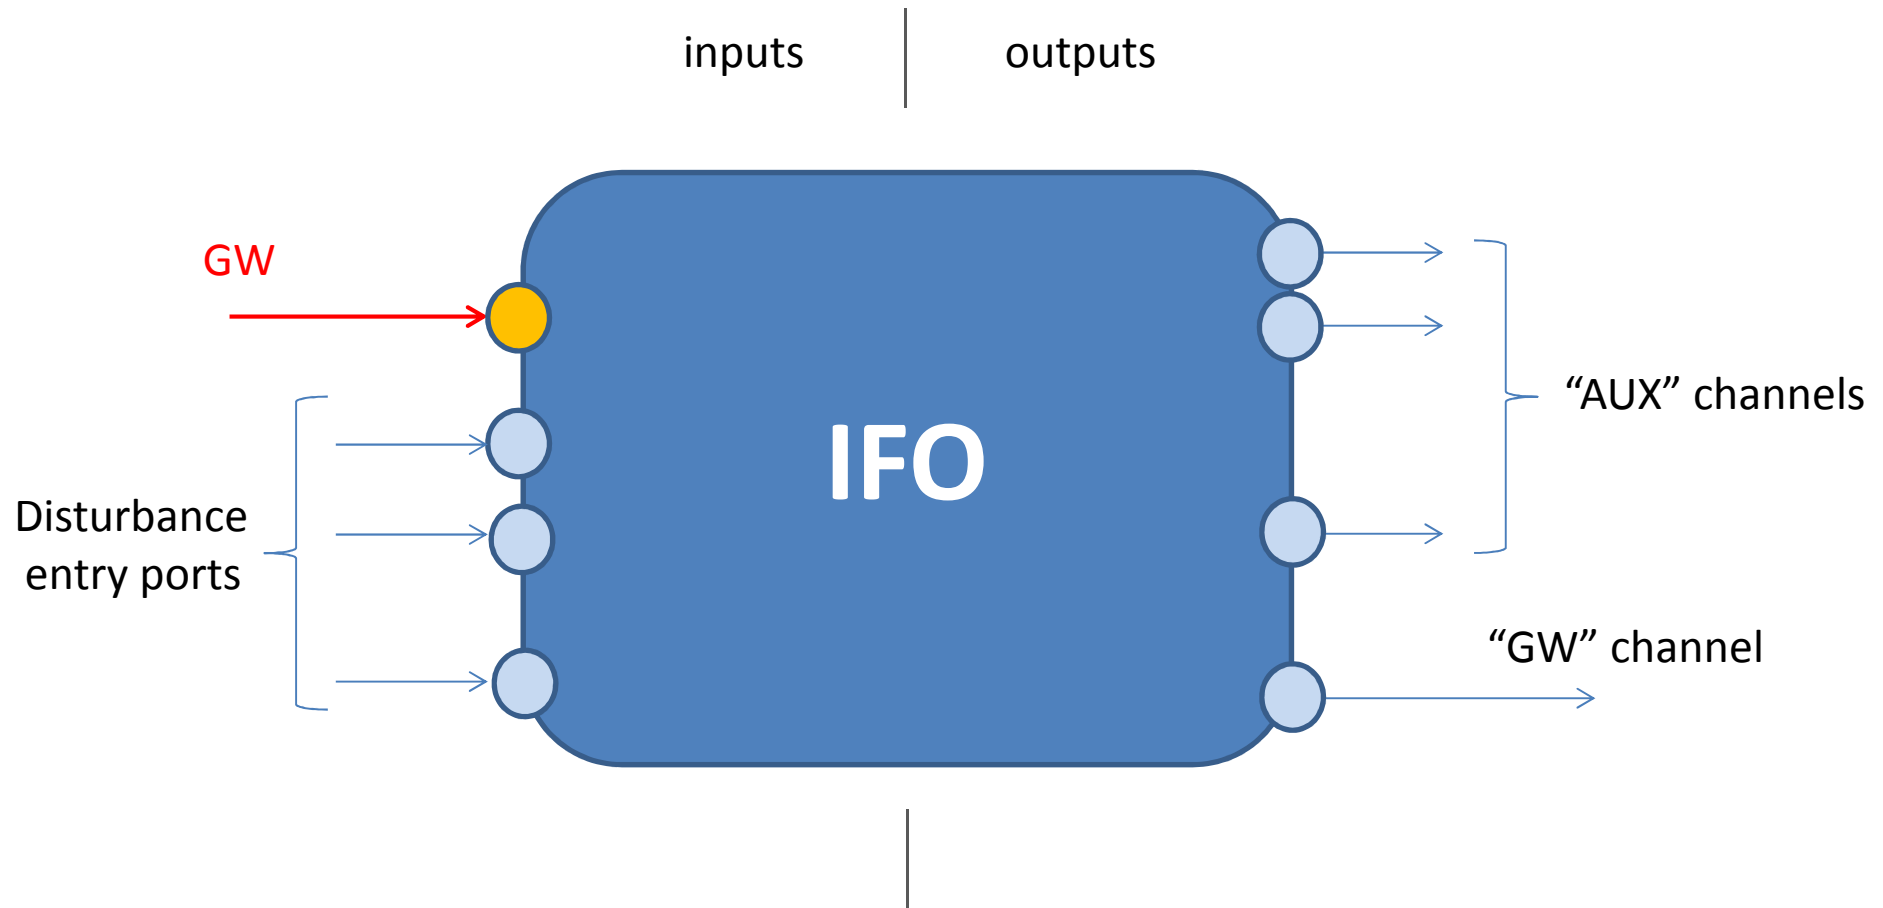 inputs
outputs
GW
IFO
“AUX” channels
Disturbance
entry ports
“GW” channel